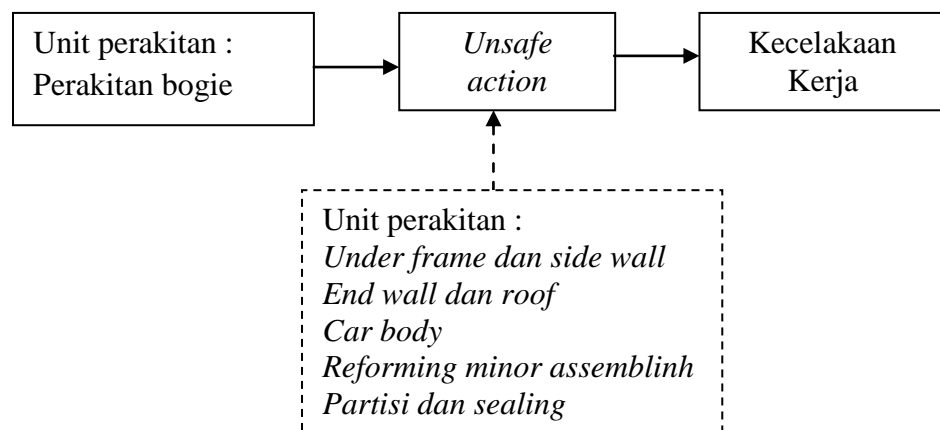 Unit perakitan :
Perakitan bogie
Unsafe
action
Kecelakaan
Kerja
Unit perakitan :
Under frame dan side wall
End wall dan roof
Car body
Reforming minor assemblinh
Partisi dan sealing